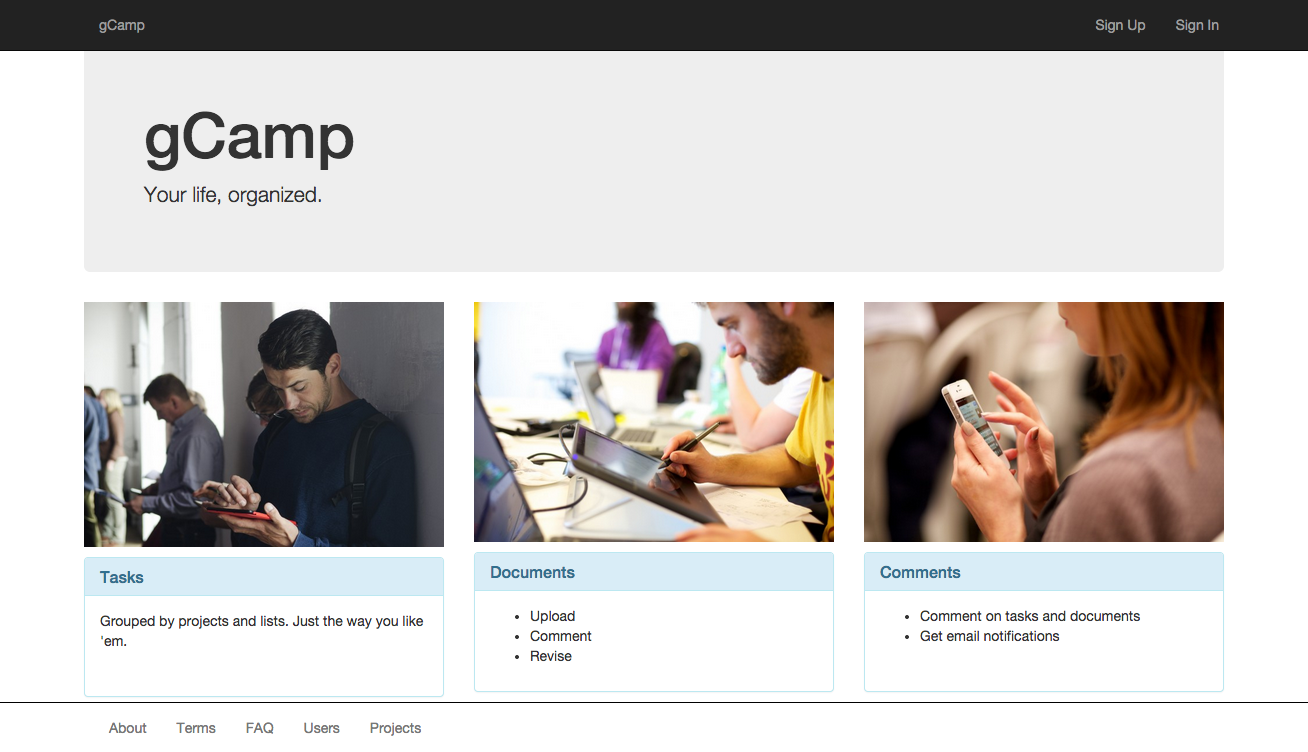 gCamp
Sign Up
Sign In
gCamp
Your life, organized.
Tasks
Grouped by projects and lists. Just the way you like
'em.
Documents
Upload
Comment
Revise
Comments
Comment on tasks and documents
Get email notifications
About
Terms
FAQ
Users
Projects